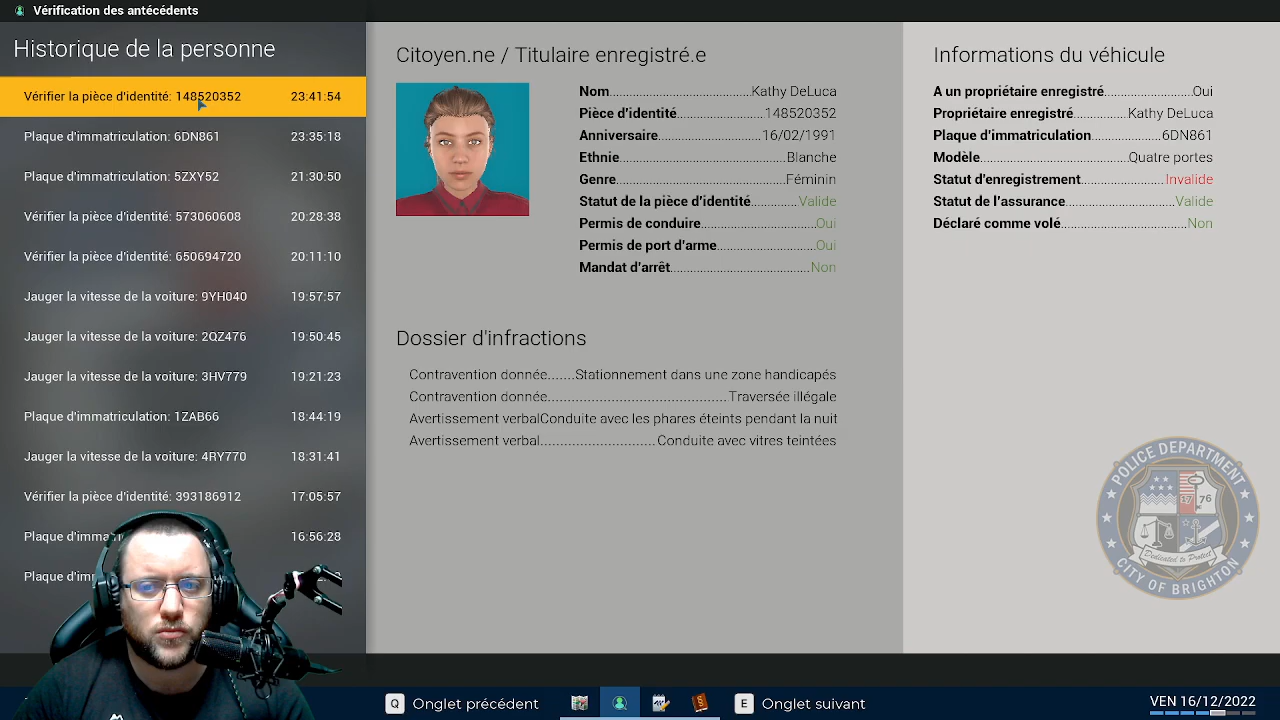 Vérification des antécédents
Historique de la personne
Vérifier la pièce d'identité: 148520352 23:41:54
Plaque d'immatriculation: 6DN861 23:35:18
Plaque d'immatriculation: 5ZXY52 21:30:50
Vérifier la pièce d'identité: 573060608 20:28:38
Vérifier la pièce d'identité: 650694720 20:11:10
Jauger la vitesse de la voiture: 9YH040 19:57:57
Jauger la vitesse de la voiture: 2QZ476 19:50:45
Jauger la vitesse de la voiture: 3HV779 19:21:23
Plaque d'immatriculation: 1ZAB66 18:44:19
Jauger la vitesse de la voiture: 4RY770 18:31:41
Vérifier la pièce d'identité: 393186912 17:05:57
Plaque d'imma 16:56:28
Plaque d'imm
Citoyen.ne / Titulaire enregistré.e
Nom Kathy DeLuca
Pièce d'identité 148520352
Anniversaire 16/02/1991
Ethnie Blanche
Genre Féminin
Statut de la pièce d'identité Valide
Permis de conduire Oui
Permis de port d'arme Oui
Mandat d'arrêt Non
Dossier d'infractions
Contravention donnée Stationnement dans une zone handicapés
Contravention donnée Traversée illégale
Avertissement verbal Conduite avec les phares éteints pendant la nuit
Avertissement verbal Conduite avec vitres teintées
Informations du véhicule
A un propriétaire enregistré Oui
Propriétaire enregistré Kathy DeLuca
Plaque d'immatriculation 6DN861
Modèle Quatre portes
Statut d'enregistrement Invalide
Statut de l'assurance Valide
Déclaré comme volé Non
POLICE DEPARTMENT
17 76
Dedicated to Protect
CITY OF BRIGHTON
Q Onglet précédent
E Onglet suivant
VEN 16/12/2022